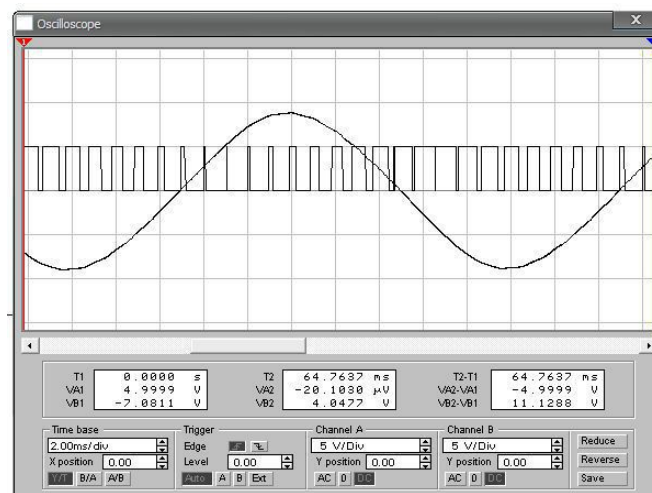 Oscilloscope
X
1
T1 0.0000 s
VA1 4.9999 V
VB1 -7.0811 V
T2 64.7637 ms
VA2 -20.1030 μV
VB2 4.0477 V
T2-T1 64.7637 ms
VA2-VA1 -4.9999 V
VB2-VB1 11.1288 V
Time base
2.00ms/div
X position 0.00
Y/T B/A A/B
Trigger
Edge
Level 0.00
Auto A B Ext
Channel A
5 V/Div
Y position 0.00
AC 0 DC
Channel B
5 V/Div
Y position 0.00
AC 0 DC
Reduce
Reverse
Save